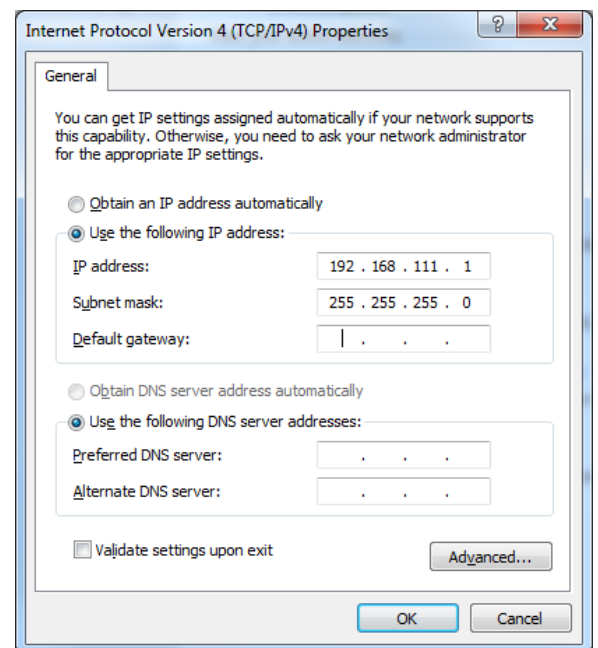 Internet Protocol Version 4 (TCP/IPv4) Properties
General
You can get IP settings assigned automatically if your network supports
this capability. Otherwise, you need to ask your network administrator
for the appropriate IP settings.
Obtain an IP address automatically
Use the following IP address:
IP address: 192 . 168 . 111 . 1
Subnet mask: 255 . 255 . 255 . 0
Default gateway: . . .
Obtain DNS server address automatically
Use the following DNS server addresses:
Preferred DNS server: . . .
Alternate DNS server: . . .
Validate settings upon exit
Advanced...
OK Cancel